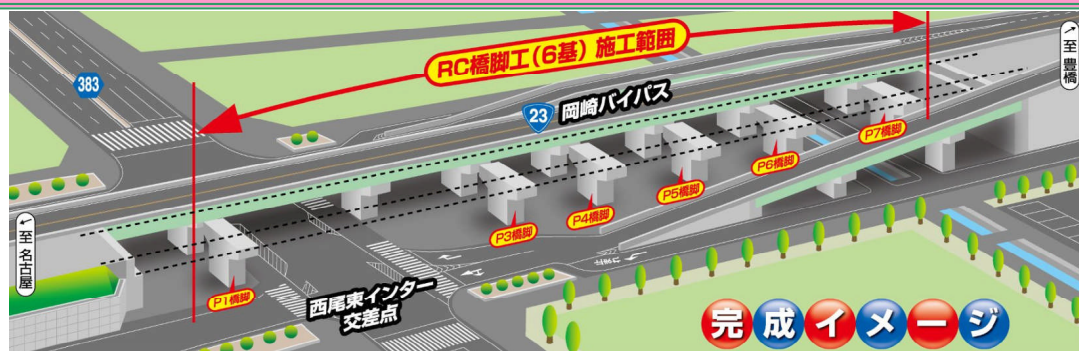 RC橋脚工(6基)施工範囲
383
23
岡崎バイパス
至 豊橋
至 名古屋
P1橋脚
P3橋脚
P4橋脚
P5橋脚
P6橋脚
P7橋脚
西尾東インター
交差点
完成イメージ